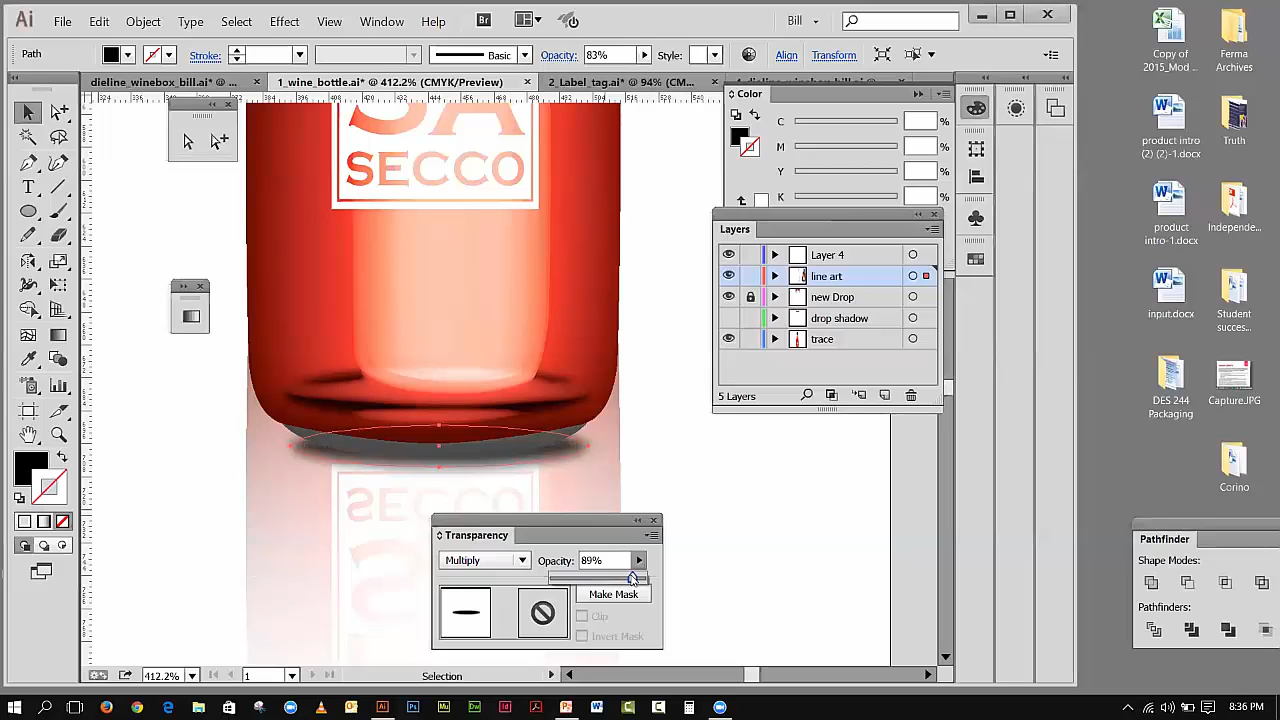 Ai File Edit Object Type Select Effect View Window Help Br Bill
Path Stroke: Basic Opacity: 83% Style: Align Transform
dieline_winebox_bill.ai* @ ... × 1_wine_bottle.ai* @ 412.2% (CMYK/Preview) × 2_Label_tag.ai* @ 94% (CM... ×
SA
SECCO
Color
C %
M %
Y %
K %
Layers
Layer 4
line art
new Drop
drop shadow
trace
5 Layers
SECCO
Transparency
Multiply Opacity: 89%
Make Mask
Clip
Invert Mask
412.2% 1 Selection
Pathfinder
Shape Modes:
Pathfinders:
Copy of 2015_Mod ...
Ferma Archives
product intro (2) (2)-1.docx
Truth
product intro-1.docx
Independe...
input.docx
Student succes...
DES 244 Packaging
Capture.JPG
Corino
8:36 PM